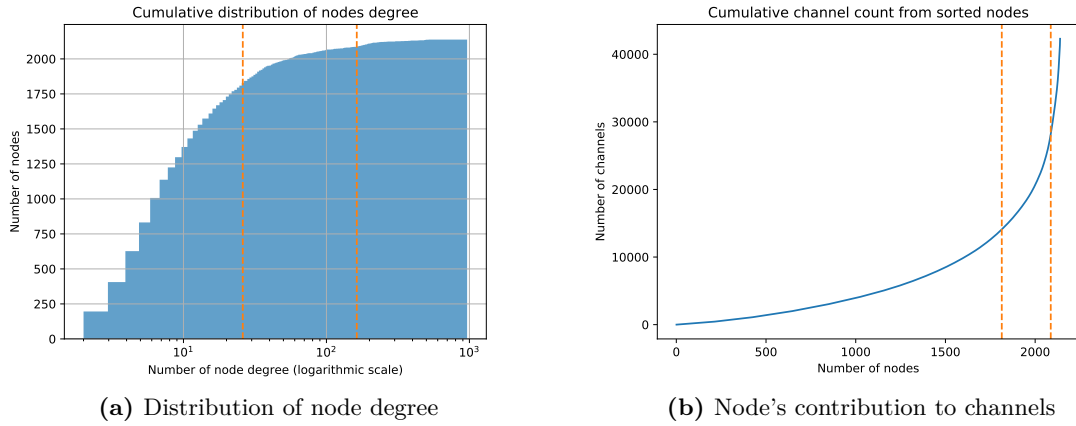 Cumulative distribution of nodes degree
Number of nodes
2000
1750
1500
1250
1000
750
500
250
0
10¹
10²
10³
Number of node degree (logarithmic scale)
(a) Distribution of node degree
Cumulative channel count from sorted nodes
Number of channels
40000
30000
20000
10000
0
0
500
1000
1500
2000
Number of nodes
(b) Node's contribution to channels